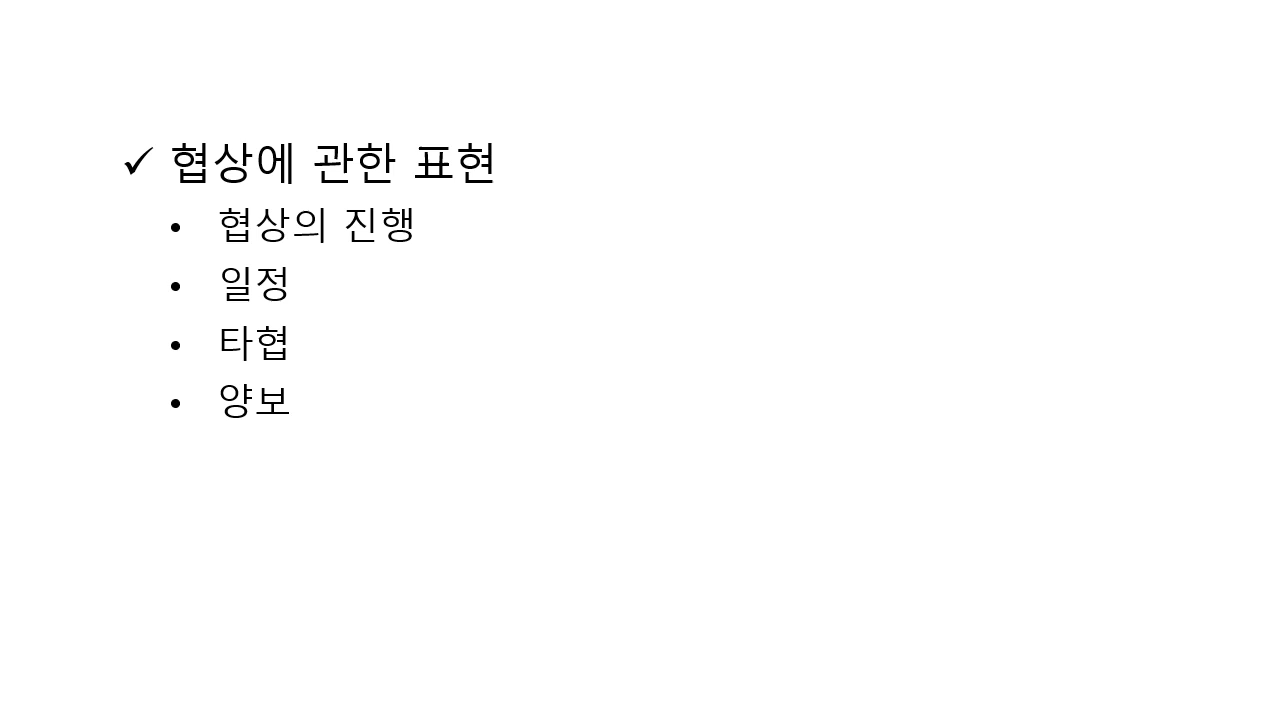 ✓ 협상에 관한 표현
• 협상의 진행
• 일정
• 타협
• 양보